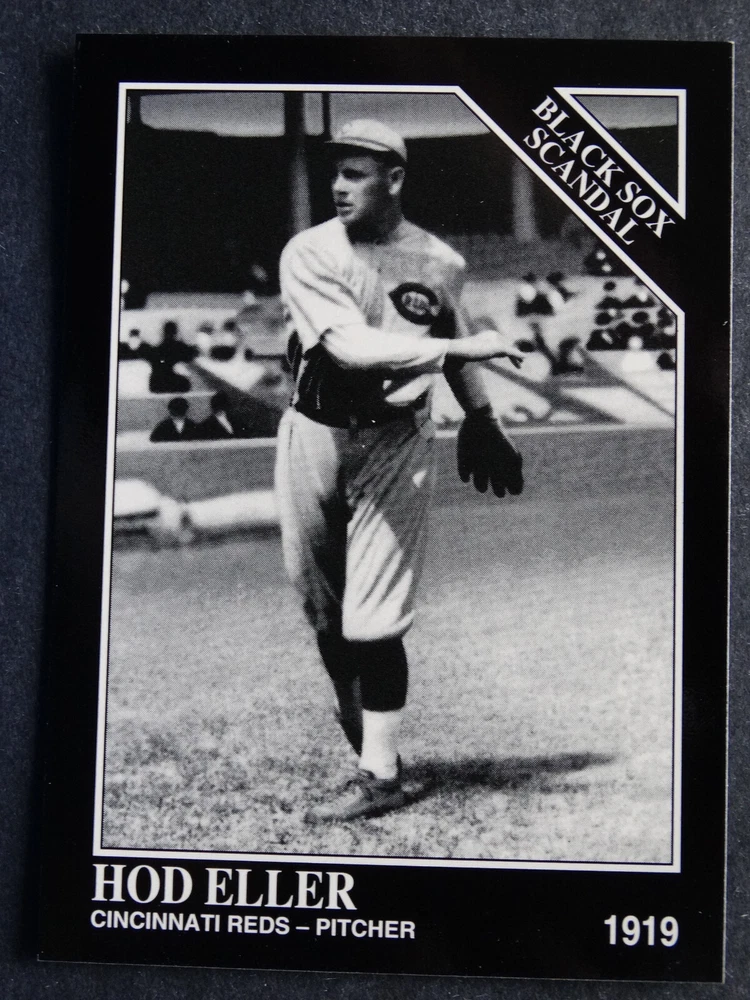 BLACK SOX
SCANDAL
HOD ELLER
CINCINNATI REDS – PITCHER
1919